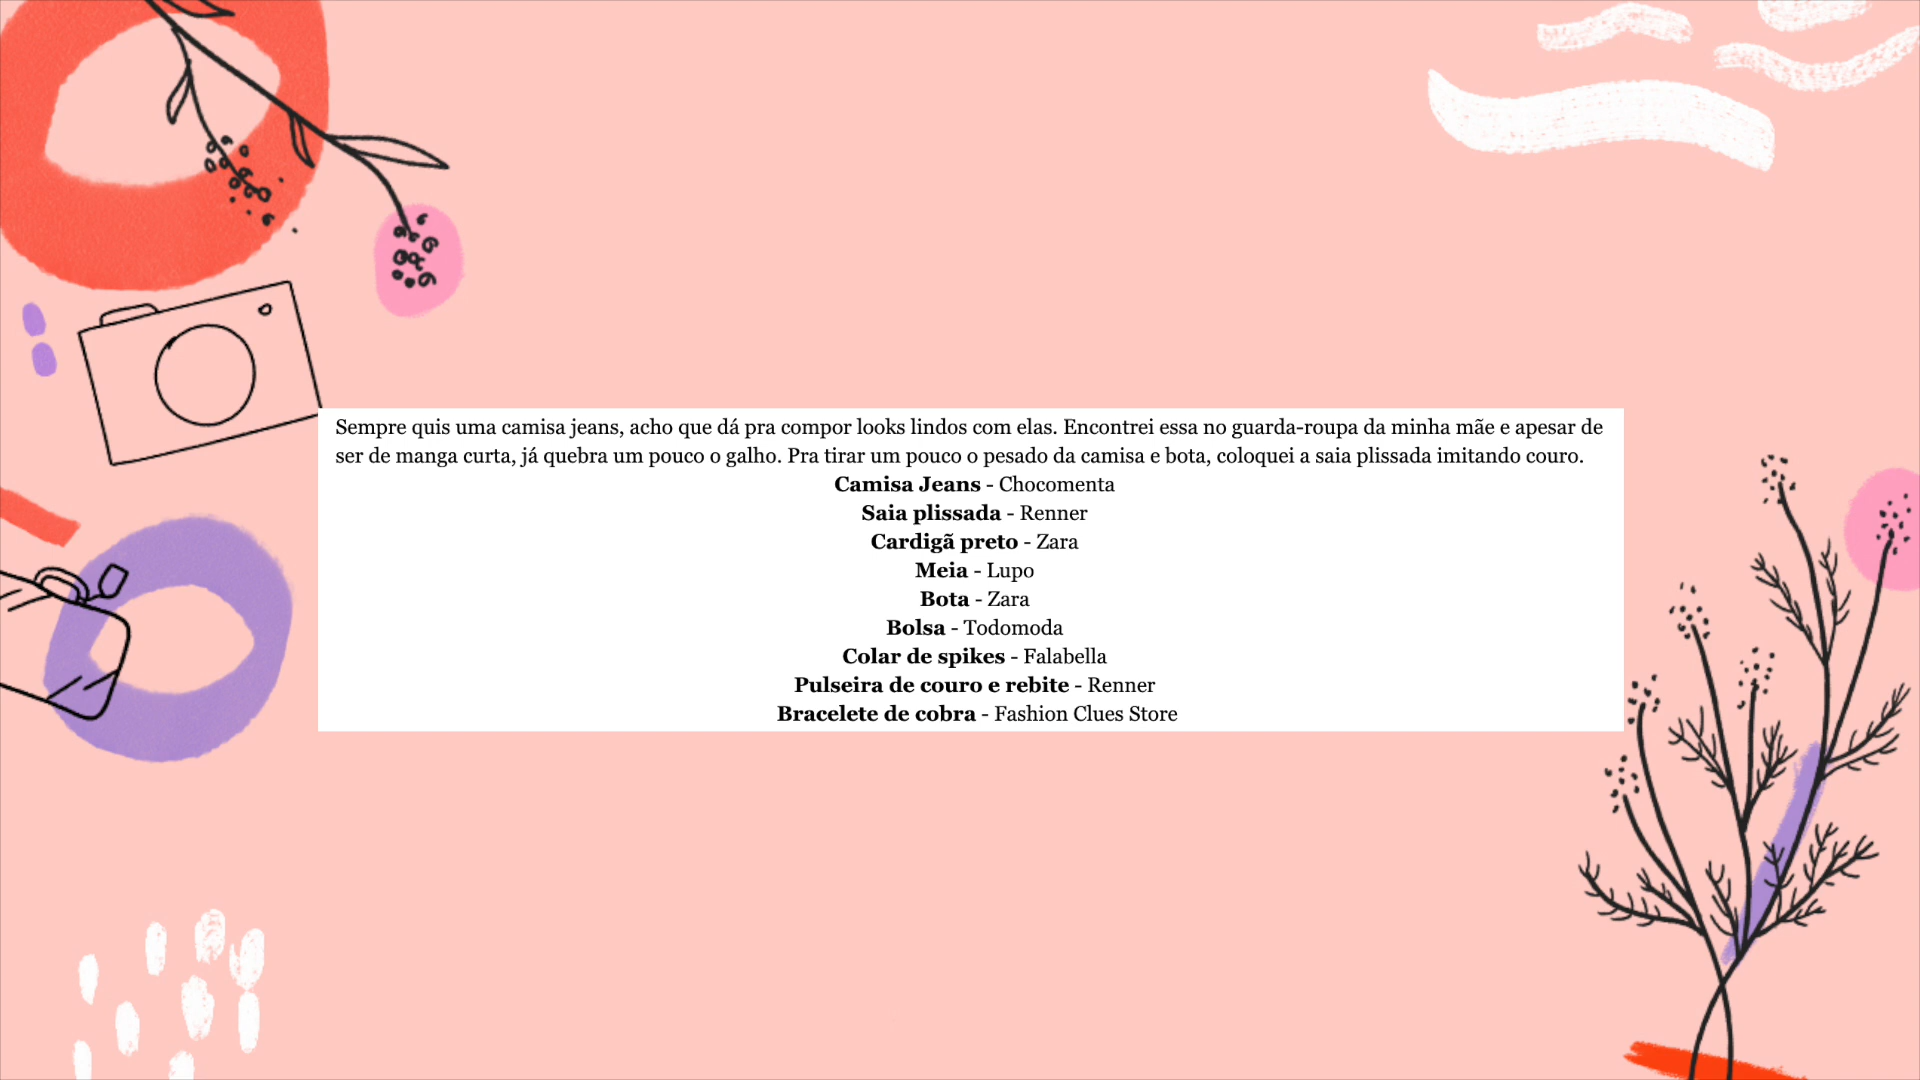 Sempre quis uma camisa jeans, acho que dá pra compor looks lindos com elas. Encontrei essa no guarda-roupa da minha mãe e apesar de
ser de manga curta, já quebra um pouco o galho. Pra tirar um pouco o pesado da camisa e bota, coloquei a saia plissada imitando couro.
Camisa Jeans - Chocomenta
Saia plissada - Renner
Cardigã preto - Zara
Meia - Lupo
Bota - Zara
Bolsa - Todomoda
Colar de spikes - Falabella
Pulseira de couro e rebite - Renner
Bracelete de cobra - Fashion Clues Store